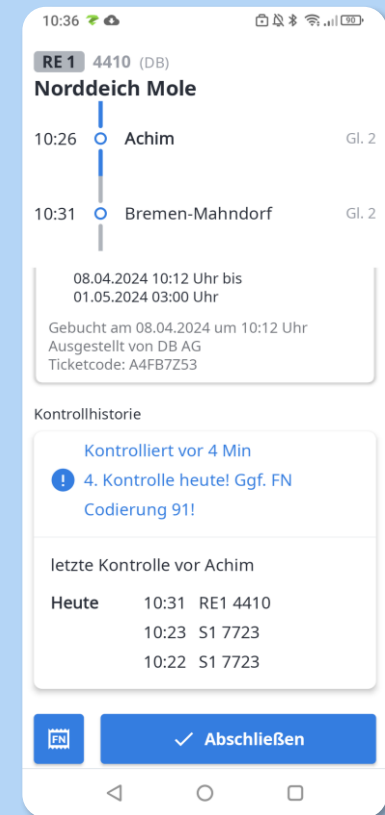 10:36
90
RE 1 4410 (DB)
Norddeich Mole
10:26 Achim Gl. 2
10:31 Bremen-Mahndorf Gl. 2
08.04.2024 10:12 Uhr bis
01.05.2024 03:00 Uhr
Gebucht am 08.04.2024 um 10:12 Uhr
Ausgestellt von DB AG
Ticketcode: A4FB7Z53
Kontrollhistorie
Kontrolliert vor 4 Min
4. Kontrolle heute! Ggf. FN
Codierung 91!
letzte Kontrolle vor Achim
Heute 10:31 RE1 4410
10:23 S1 7723
10:22 S1 7723
FN Abschließen